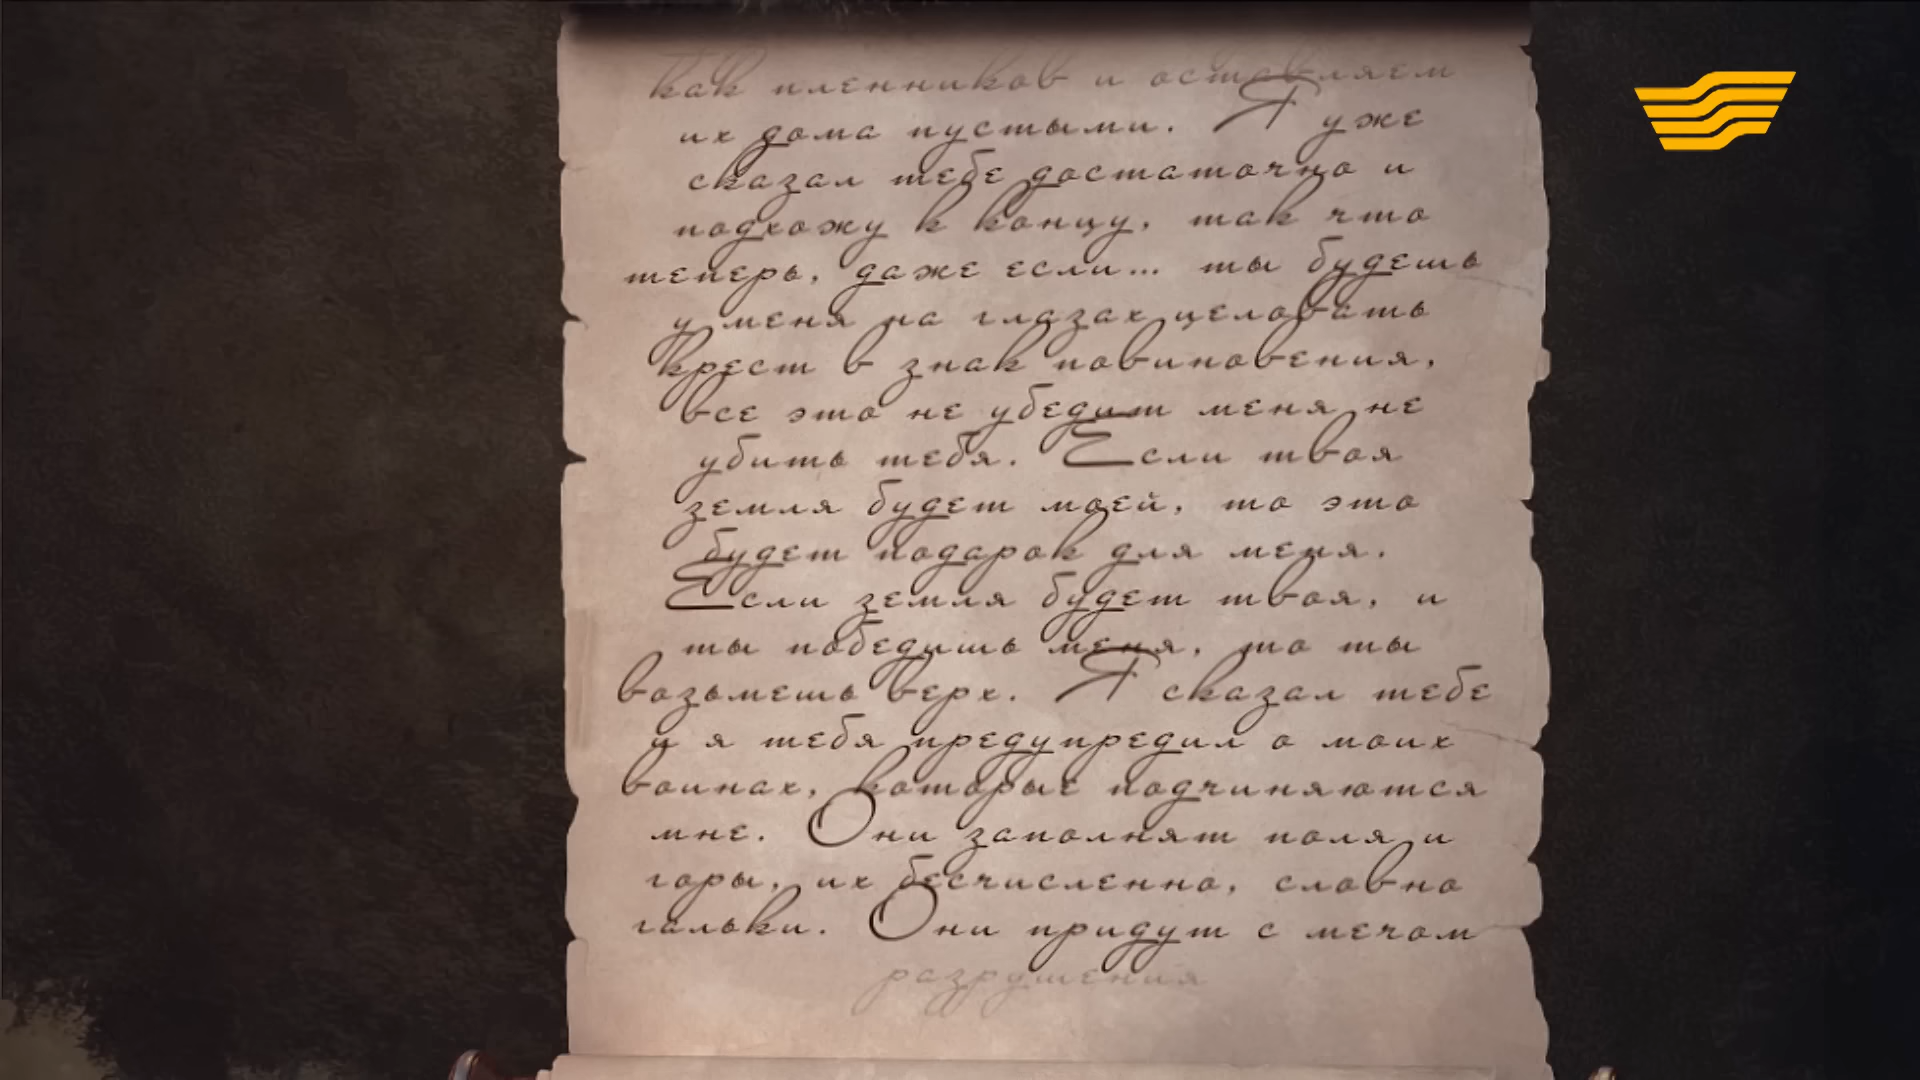 как пленников и оставляем
их дома пустыми. Я уже
сказал тебе достаточно и
подхожу к концу, так что
теперь, даже если... ты будешь
у меня на глазах целовать
крест в знак повиновения,
все это не убедит меня не
убить тебя. Если твоя
земля будет моей, то это
будет подарок для меня.
Если земля будет твоя, и
ты победишь меня, то ты
возьмешь верх. Я сказал тебе
и я тебя предупредил о моих
воинах, которые подчиняются
мне. Они заполнят поля и
горы, их бесчисленно, словно
гальки. Они придут с мечом
разрушения